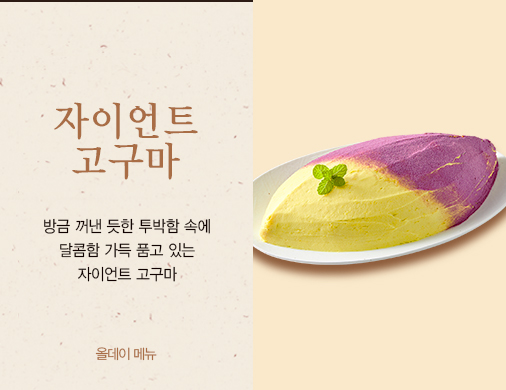 자이언트
고구마
방금 꺼낸 듯한 투박함 속에
달콤함 가득 품고 있는
자이언트 고구마
올데이 메뉴